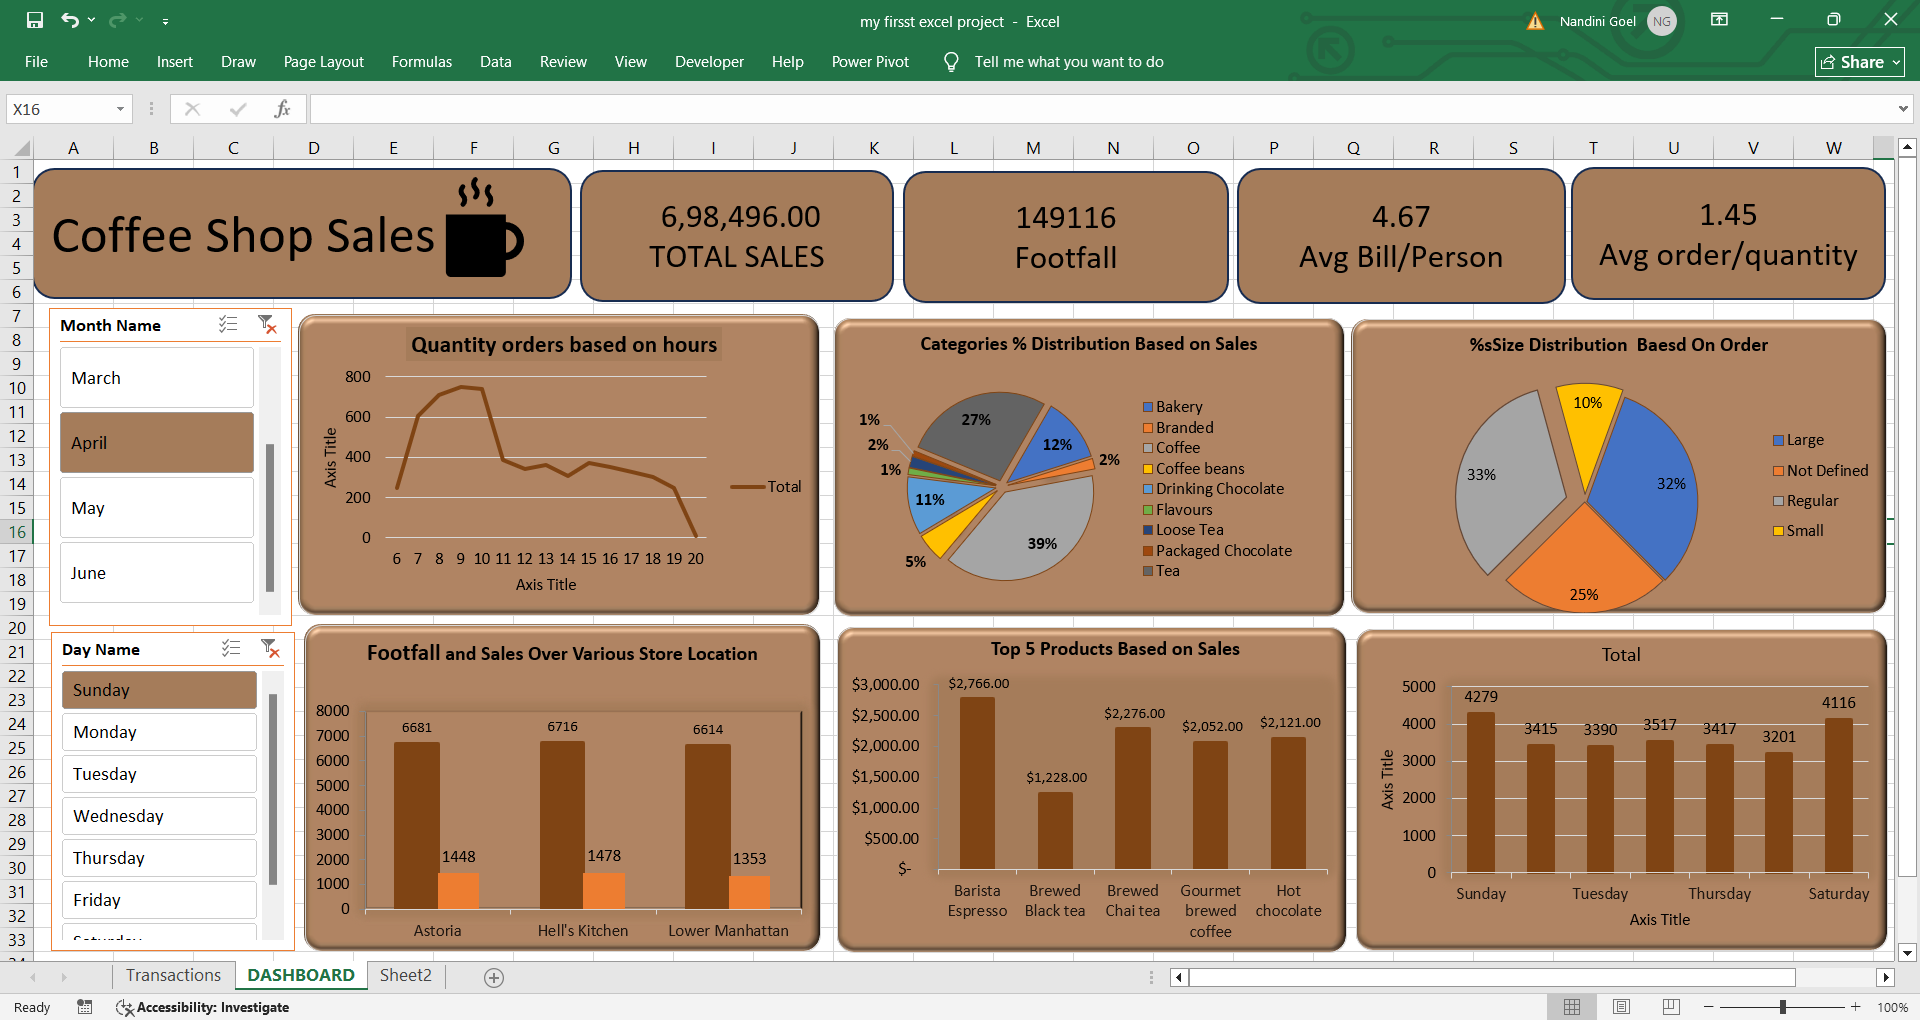 my firsst excel project - Excel
Nandini Goel
NG
File
Home
Insert
Draw
Page Layout
Formulas
Data
Review
View
Developer
Help
Power Pivot
Tell me what you want to do
Share
X16
fx
A B C D E F G H I J K L M N O P Q R S T U V W
1
2
3
4
5
6
7
8
9
10
11
12
13
14
15
16
17
18
19
20
21
22
23
24
25
26
27
28
29
30
31
32
33
Coffee Shop Sales
6,98,496.00
TOTAL SALES
149116
Footfall
4.67
Avg Bill/Person
1.45
Avg order/quantity
Month Name
March
April
May
June
Quantity orders based on hours
800
600
400
200
0
Axis Title
6 7 8 9 10 11 12 13 14 15 16 17 18 19 20
Axis Title
Total
Categories % Distribution Based on Sales
27%
12%
2%
39%
5%
11%
1%
2%
1%
Bakery
Branded
Coffee
Coffee beans
Drinking Chocolate
Flavours
Loose Tea
Packaged Chocolate
Tea
%sSize Distribution  Baesd On Order
10%
32%
25%
33%
Large
Not Defined
Regular
Small
Day Name
Sunday
Monday
Tuesday
Wednesday
Thursday
Friday
Footfall and Sales Over Various Store Location
8000
7000
6000
5000
4000
3000
2000
1000
0
6681
1448
6716
1478
6614
1353
Astoria
Hell's Kitchen
Lower Manhattan
Top 5 Products Based on Sales
$3,000.00
$2,500.00
$2,000.00
$1,500.00
$1,000.00
$500.00
$-
$2,766.00
$1,228.00
$2,276.00
$2,052.00
$2,121.00
Barista
Espresso
Brewed
Black tea
Brewed
Chai tea
Gourmet
brewed
coffee
Hot
chocolate
Total
5000
4000
3000
2000
1000
0
Axis Title
4279
3415
3390
3517
3417
3201
4116
Sunday
Tuesday
Thursday
Saturday
Axis Title
Transactions
DASHBOARD
Sheet2
Ready
Accessibility: Investigate
100%